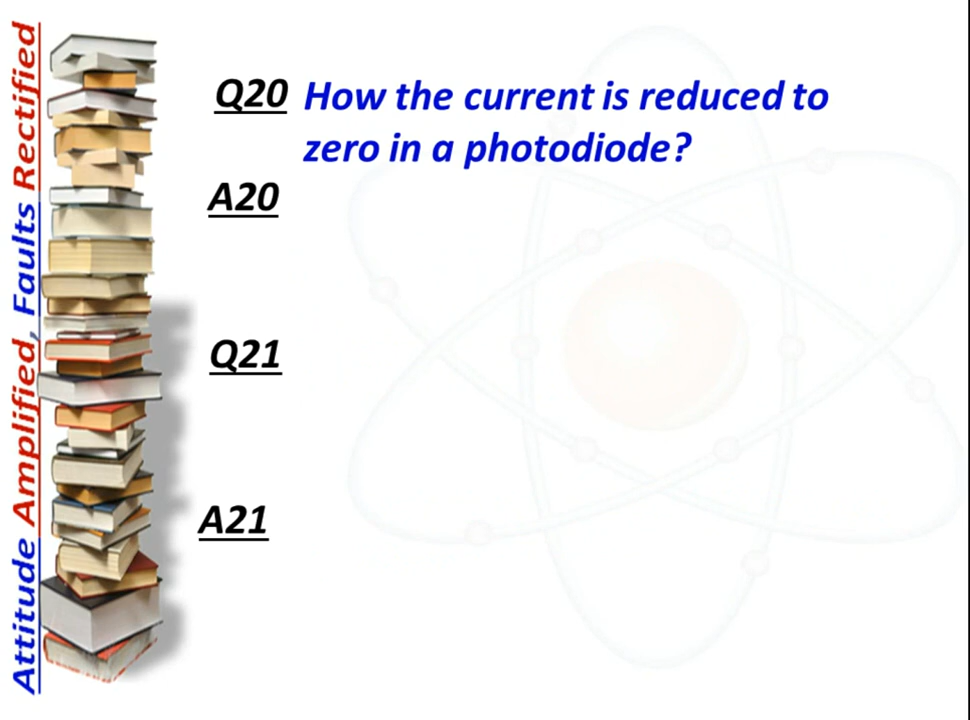 Attitude Amplified, Faults Rectified
Q20 How the current is reduced to
zero in a photodiode?
A20
Q21
A21